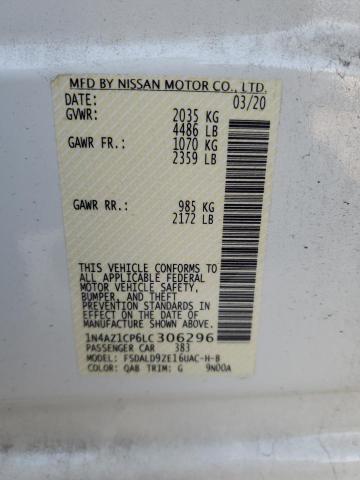 MFD BY NISSAN MOTOR CO., LTD.
DATE: 03/20
GVWR: 2035 KG
4486 LB
GAWR FR.: 1070 KG
2359 LB
GAWR RR.: 985 KG
2172 LB
THIS VEHICLE CONFORMS TO
ALL APPLICABLE FEDERAL
MOTOR VEHICLE SAFETY,
BUMPER, AND THEFT
PREVENTION STANDARDS IN
EFFECT ON THE DATE OF
MANUFACTURE SHOWN ABOVE.
1N4AZ1CP6LC306296
PASSENGER CAR 383
MODEL: FSDALD9ZE16UAC-H-B
COLOR: QAB TRIM: G 9N00A